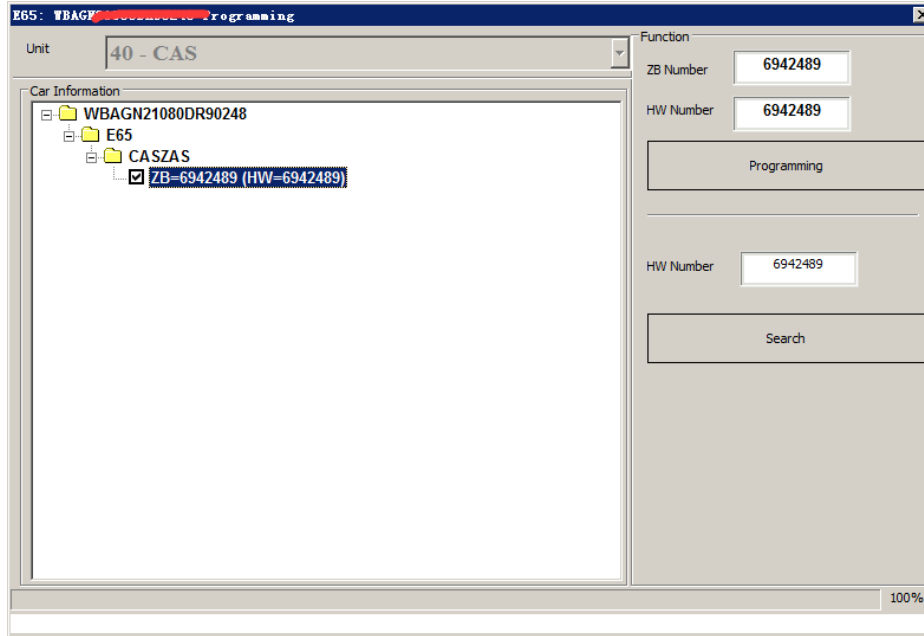 E65: WBAG Programming
Unit
40 - CAS
Function
ZB Number
6942489
HW Number
6942489
Programming
HW Number
6942489
Search
Car Information
WBAGN21080DR90248
E65
CASZAS
ZB=6942489 (HW=6942489)
100%